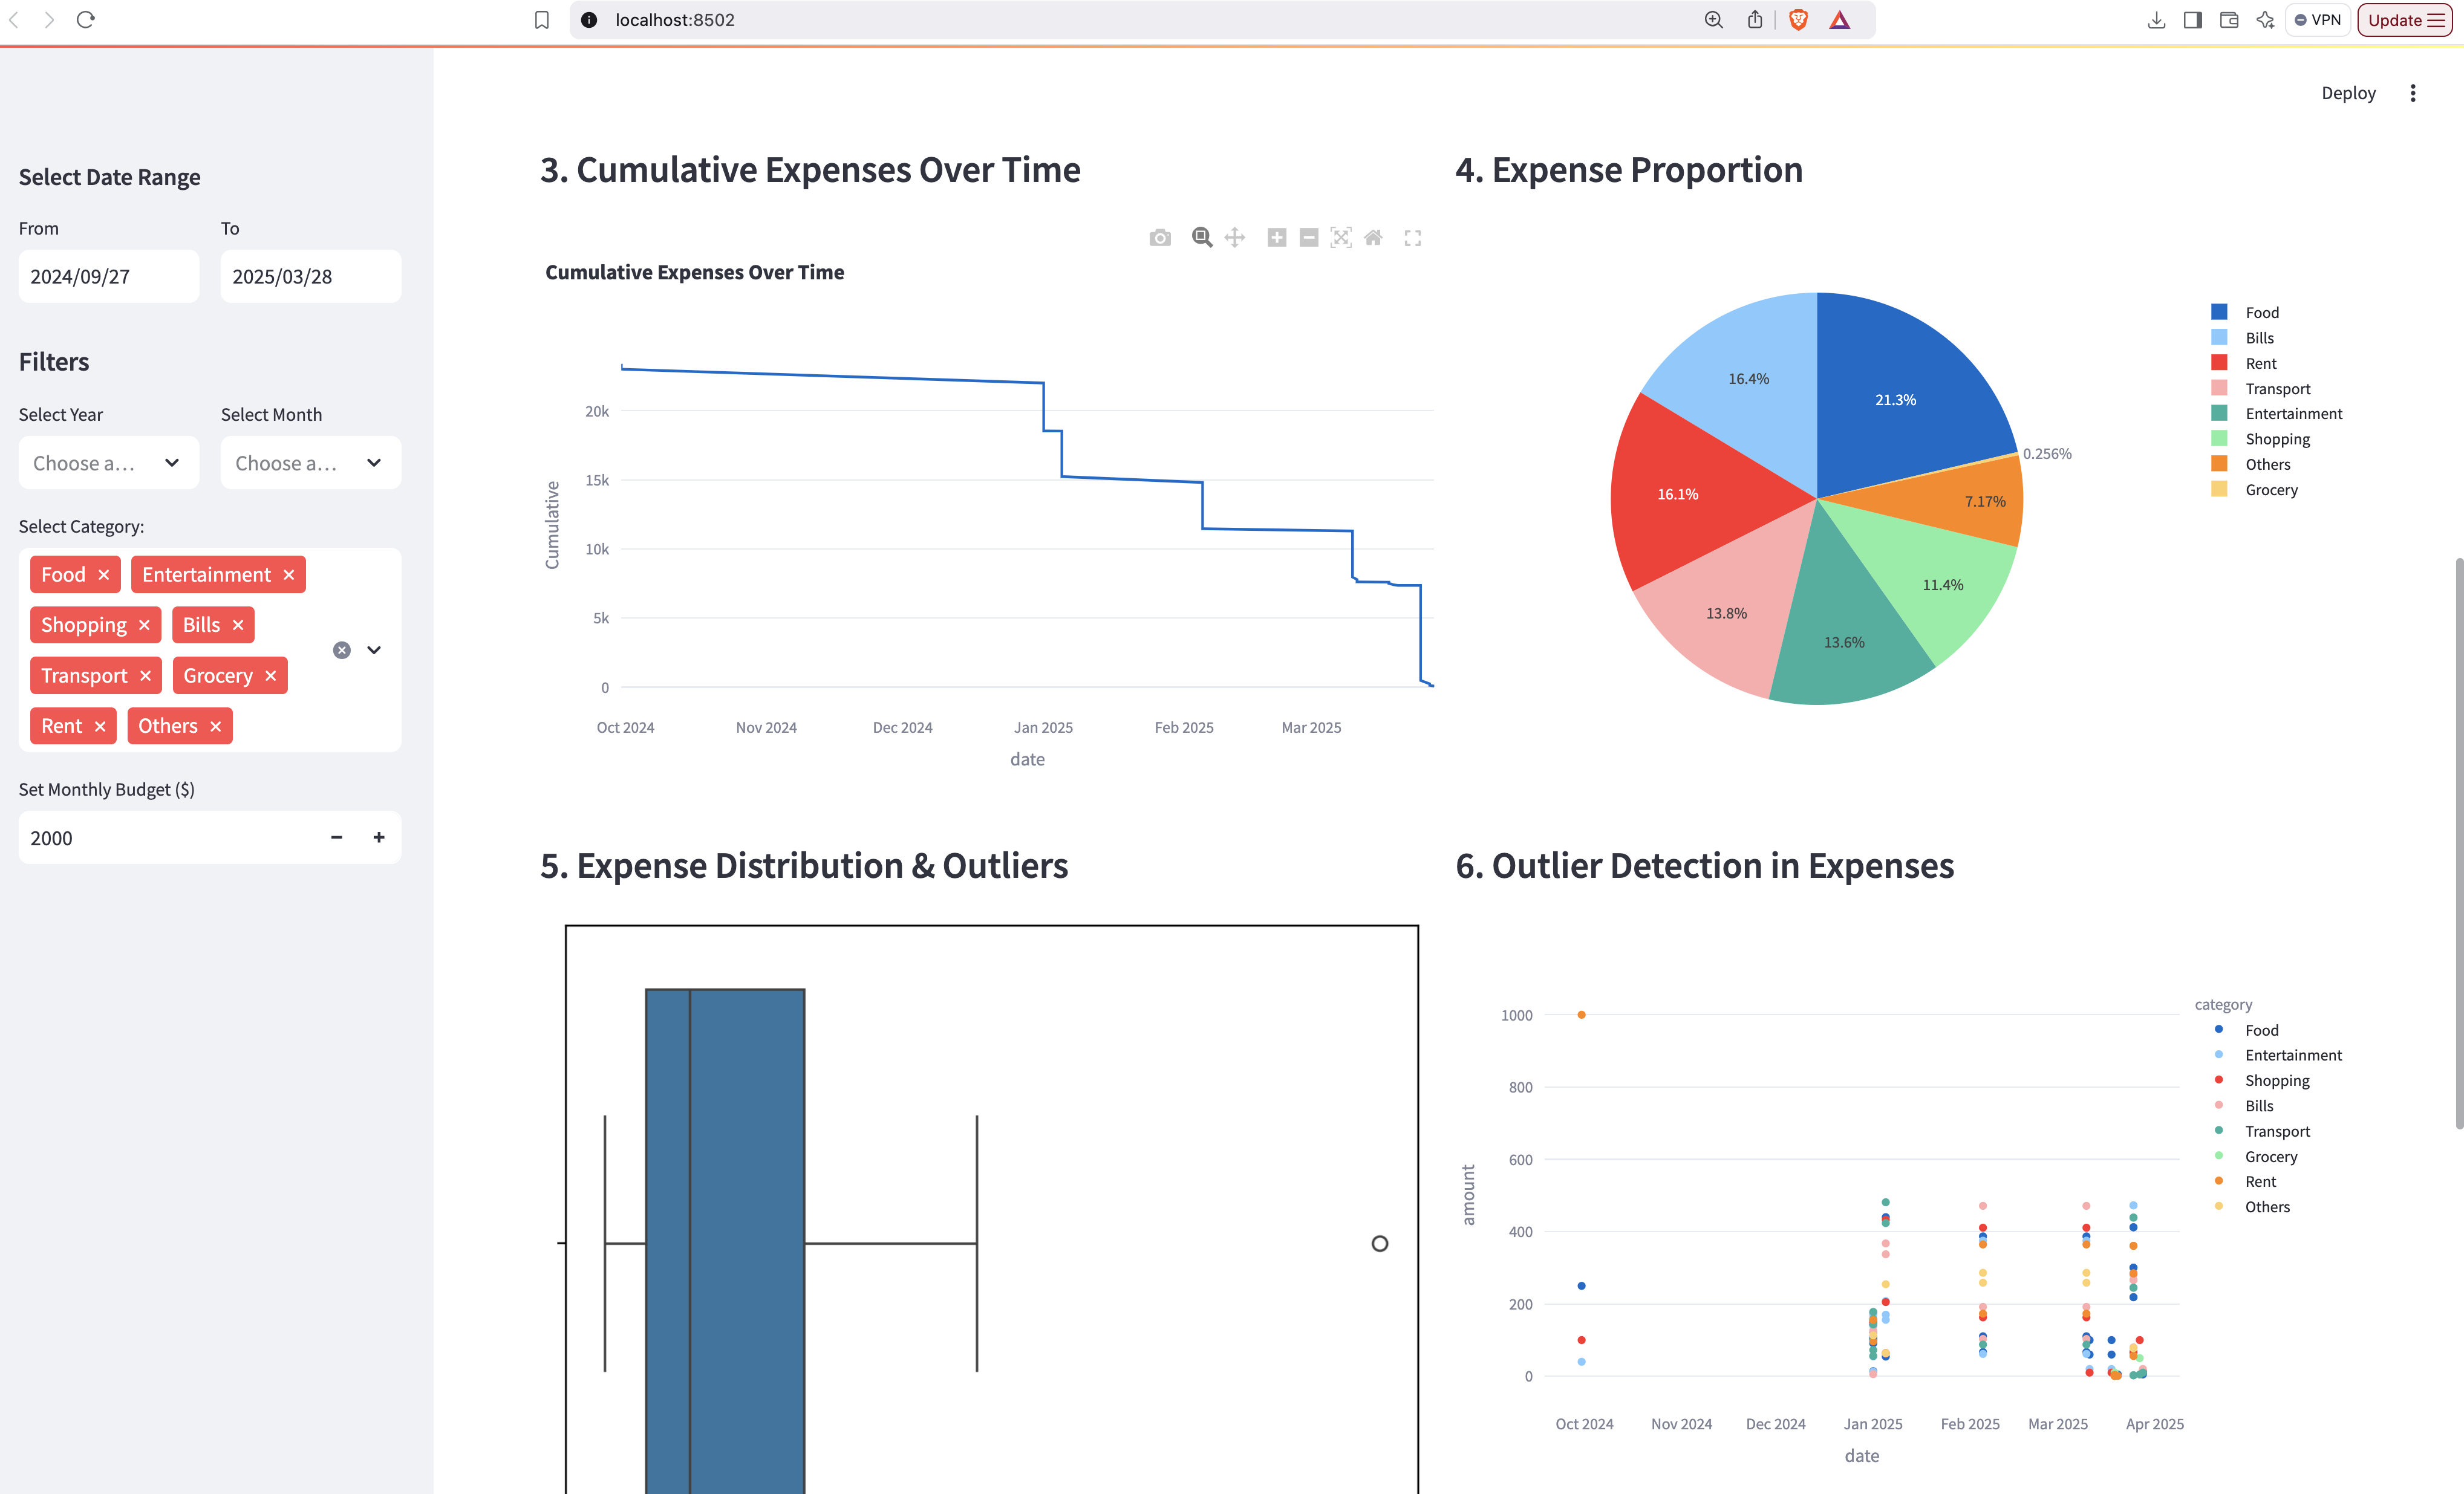 localhost:8502
VPN
Update
Deploy
Select Date Range
From
To
2024/09/27
2025/03/28
Filters
Select Year
Select Month
Choose a...
Choose a...
Select Category:
Food
Entertainment
Shopping
Bills
Transport
Grocery
Rent
Others
Set Monthly Budget ($)
2000
3. Cumulative Expenses Over Time
Cumulative Expenses Over Time
Cumulative
20k
15k
10k
5k
0
Oct 2024
Nov 2024
Dec 2024
Jan 2025
Feb 2025
Mar 2025
date
4. Expense Proportion
21.3%
0.256%
7.17%
11.4%
13.6%
13.8%
16.1%
16.4%
Food
Bills
Rent
Transport
Entertainment
Shopping
Others
Grocery
5. Expense Distribution & Outliers
6. Outlier Detection in Expenses
amount
1000
800
600
400
200
0
Oct 2024
Nov 2024
Dec 2024
Jan 2025
Feb 2025
Mar 2025
Apr 2025
date
category
Food
Entertainment
Shopping
Bills
Transport
Grocery
Rent
Others